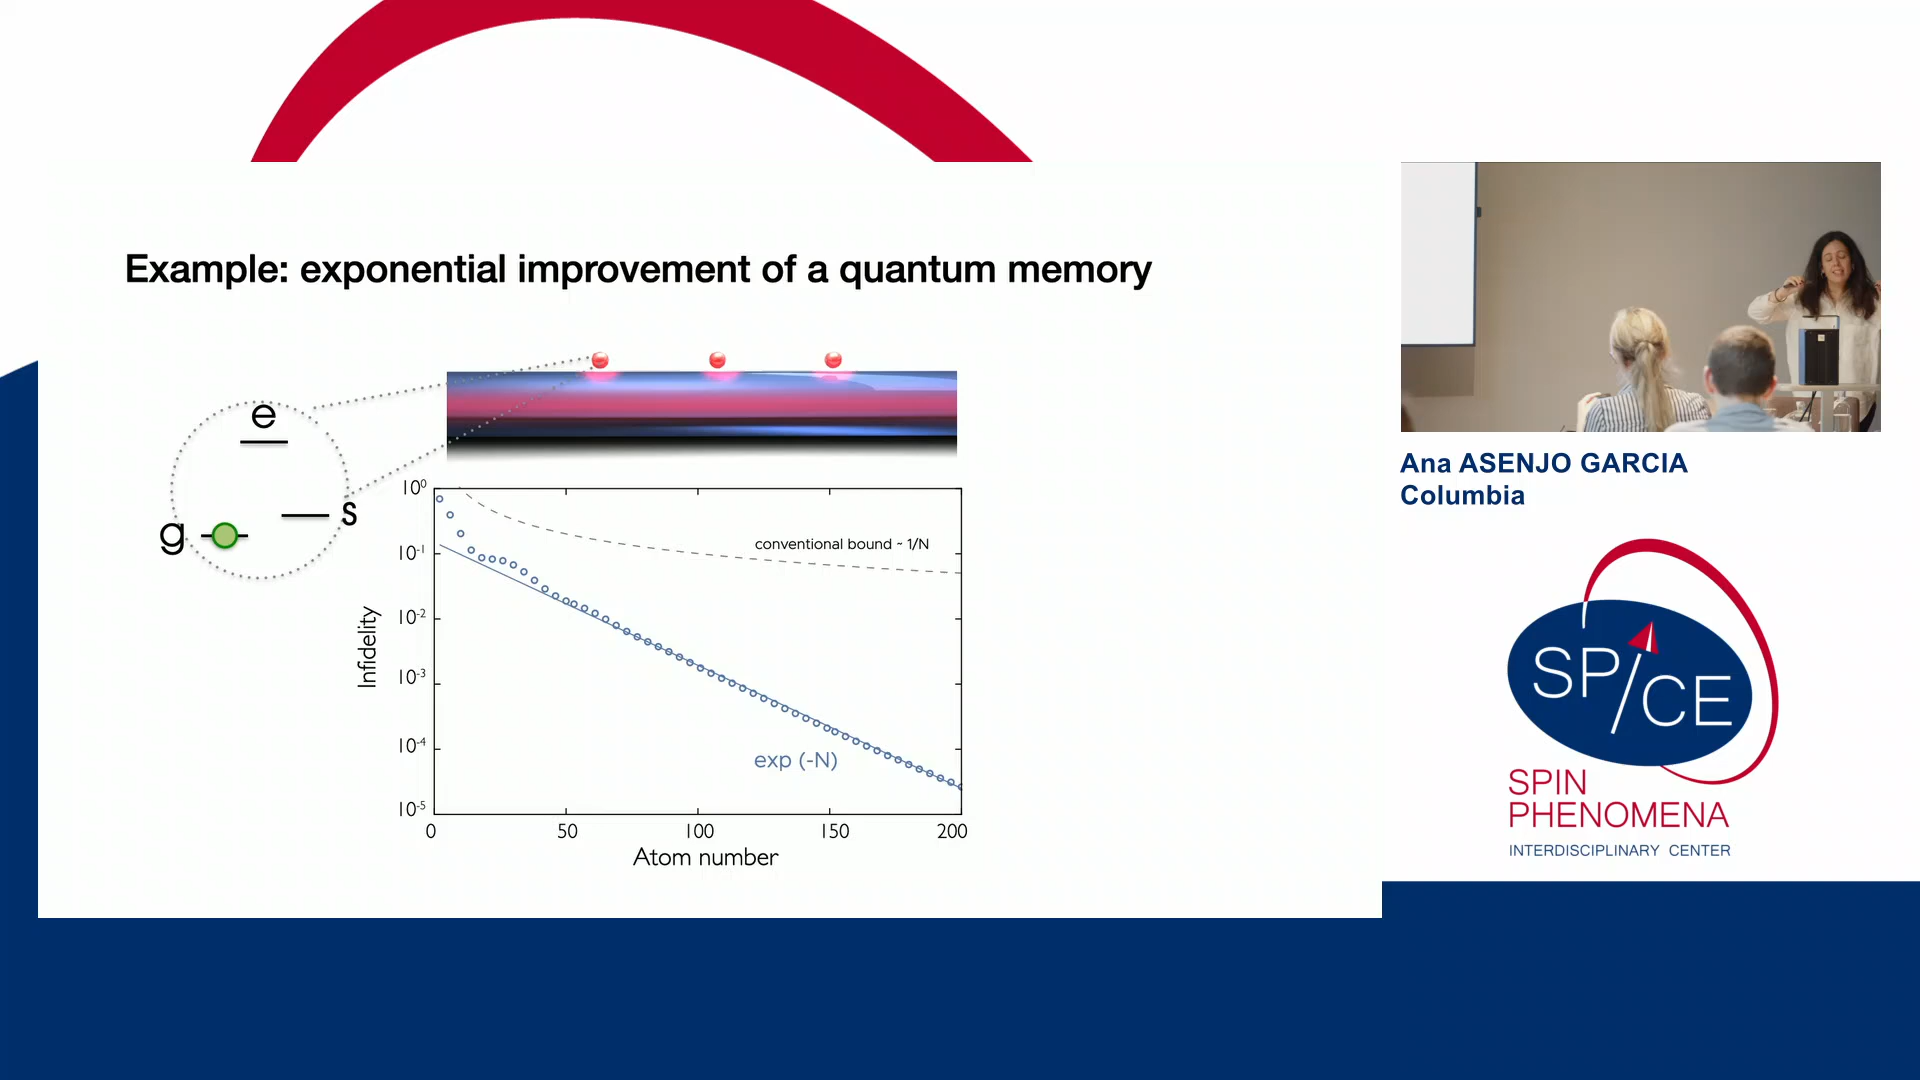 Example: exponential improvement of a quantum memory
e
s
g
10⁰
10⁻¹
10⁻²
10⁻³
10⁻⁴
10⁻⁵
Infidelity
conventional bound ~ 1/N
exp (-N)
0 50 100 150 200
Atom number
Ana ASENJO GARCIA
Columbia
SP/CE
SPIN
PHENOMENA
INTERDISCIPLINARY CENTER